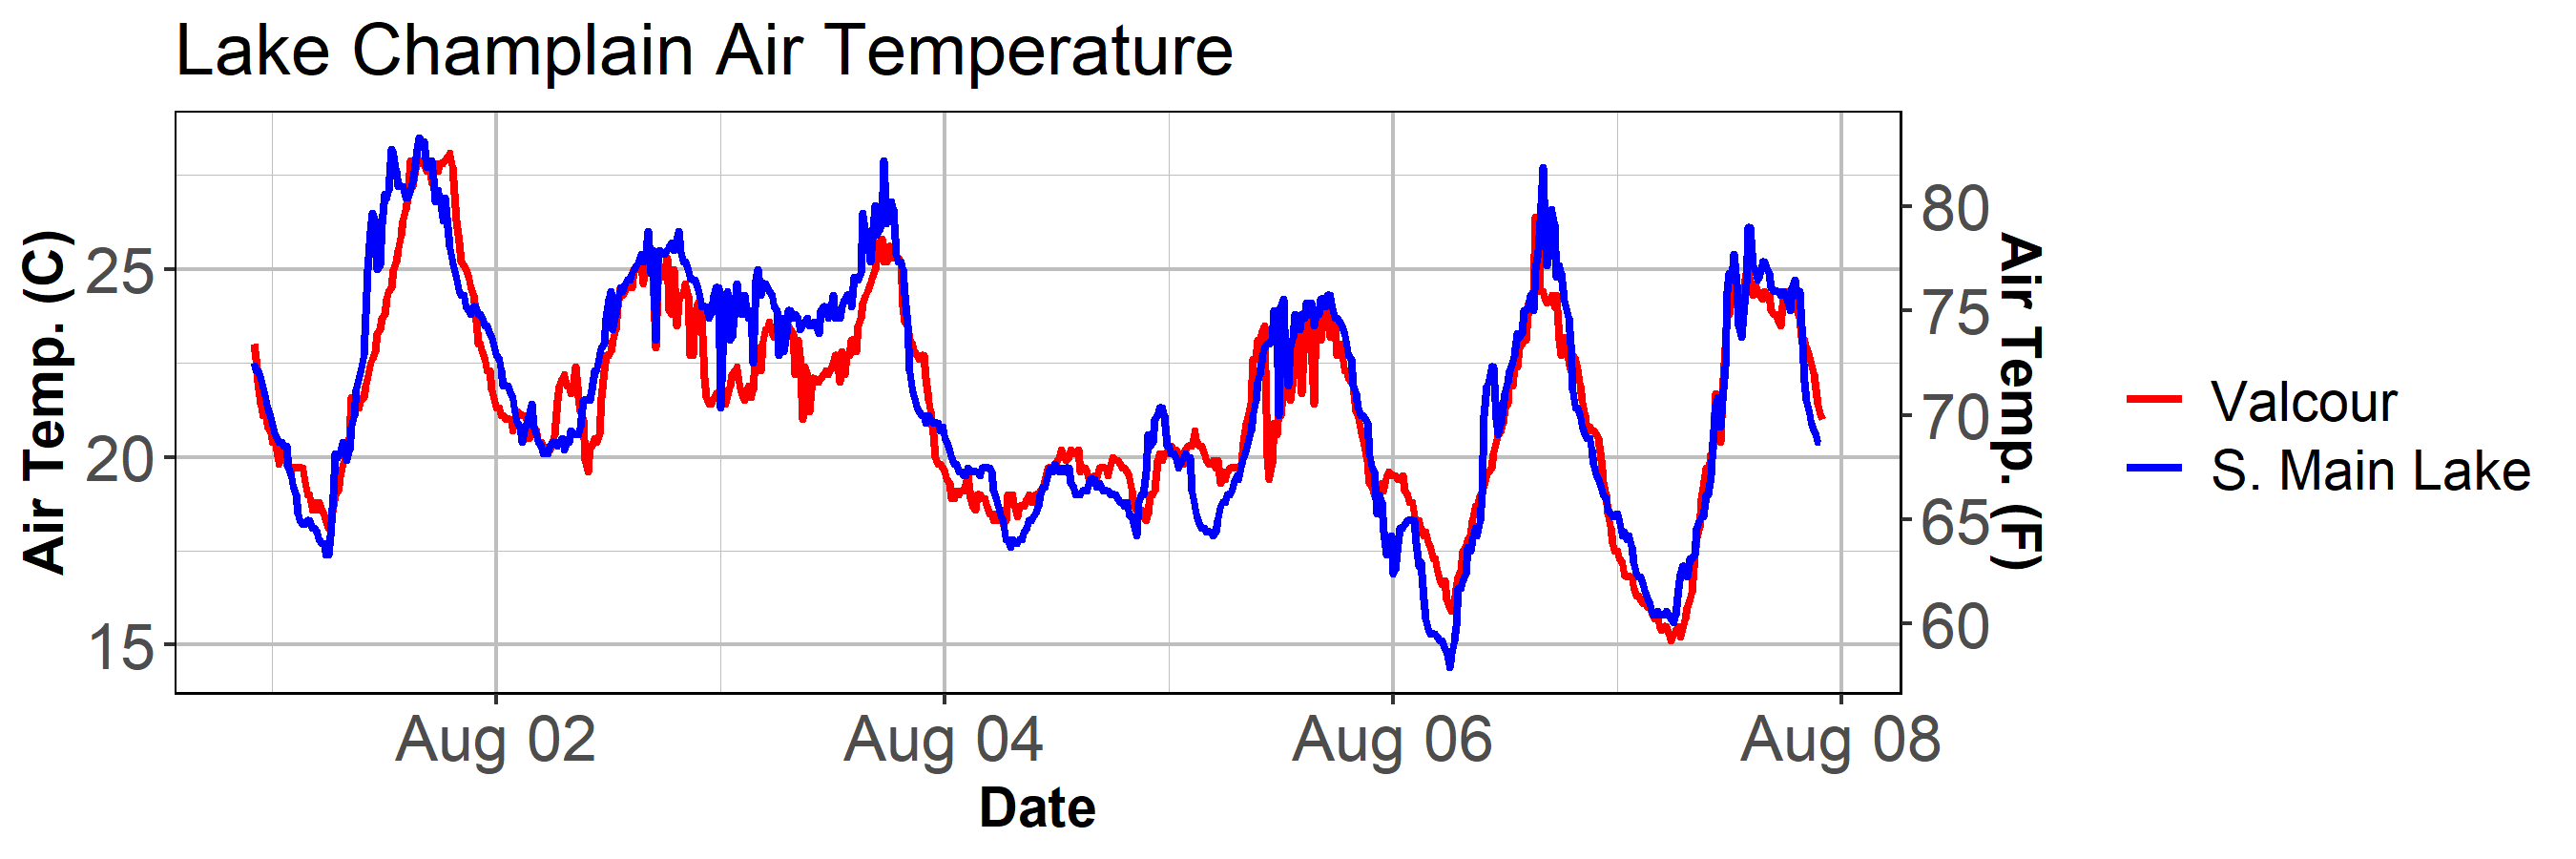 Lake Champlain Air Temperature
Air Temp. (C)
25
20
15
80
75
70
65
60
Air Temp. (F)
Valcour
S. Main Lake
Aug 02
Aug 04
Aug 06
Aug 08
Date